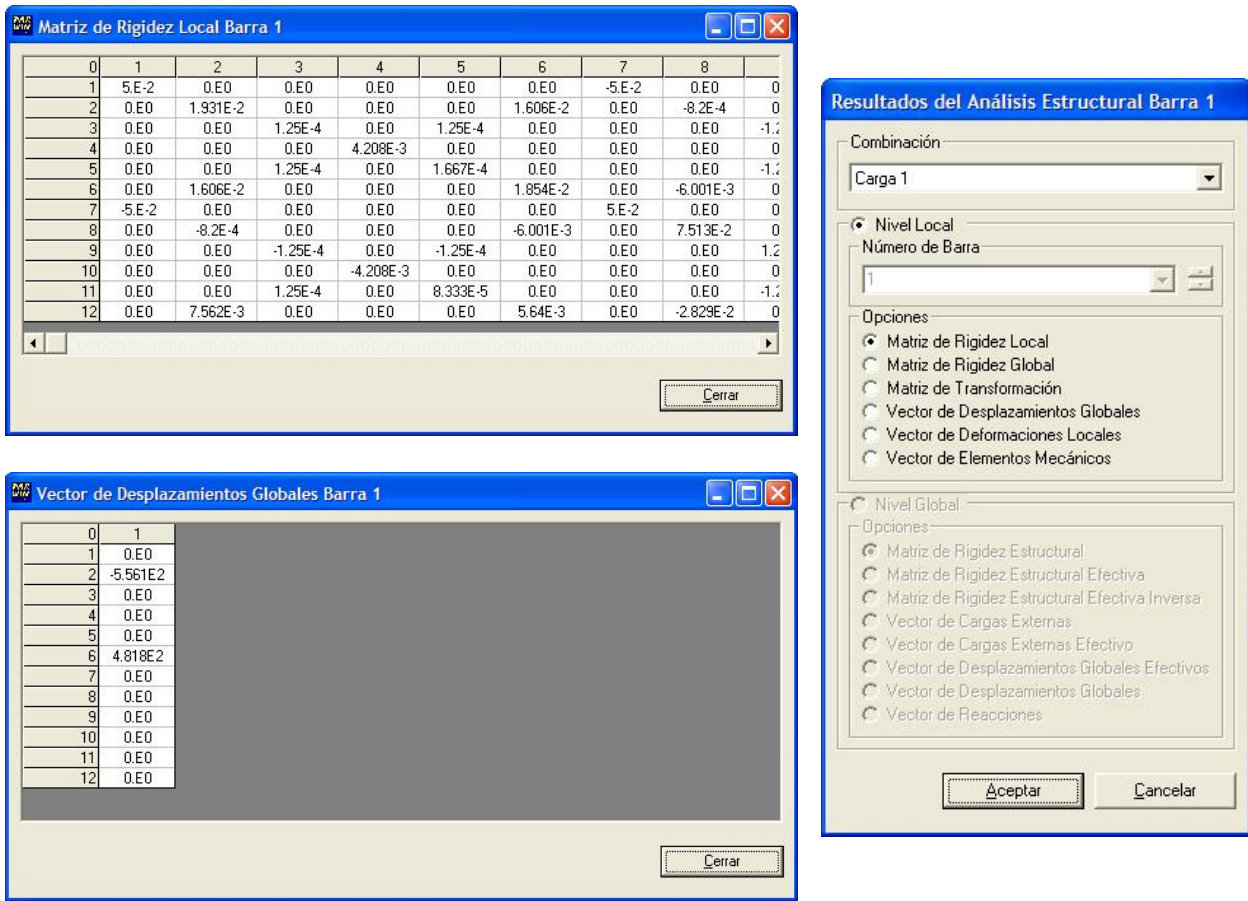 Matriz de Rigidez Local Barra 1
0 1 2 3 4 5 6 7 8
1 5.E-2 0.E0 0.E0 0.E0 0.E0 0.E0 -5.E-2 0.E0 0
2 0.E0 1.931E-2 0.E0 0.E0 0.E0 1.606E-2 0.E0 -8.2E-4 0
3 0.E0 0.E0 1.25E-4 0.E0 1.25E-4 0.E0 0.E0 0.E0 -1.2
4 0.E0 0.E0 0.E0 4.208E-3 0.E0 0.E0 0.E0 0.E0 0
5 0.E0 0.E0 1.25E-4 0.E0 1.667E-4 0.E0 0.E0 0.E0 -1.2
6 0.E0 1.606E-2 0.E0 0.E0 0.E0 1.854E-2 0.E0 -6.001E-3 0
7 -5.E-2 0.E0 0.E0 0.E0 0.E0 0.E0 5.E-2 0.E0 0
8 0.E0 -8.2E-4 0.E0 0.E0 0.E0 -6.001E-3 0.E0 7.513E-2 0
9 0.E0 0.E0 -1.25E-4 0.E0 -1.25E-4 0.E0 0.E0 0.E0 1.2
10 0.E0 0.E0 0.E0 -4.208E-3 0.E0 0.E0 0.E0 0.E0 0
11 0.E0 0.E0 1.25E-4 0.E0 8.333E-5 0.E0 0.E0 0.E0 -1.2
12 0.E0 7.562E-3 0.E0 0.E0 0.E0 5.64E-3 0.E0 -2.829E-2 0
Cerrar
Vector de Desplazamientos Globales Barra 1
0 1
1 0.E0
2 -5.561E2
3 0.E0
4 0.E0
5 0.E0
6 4.818E2
7 0.E0
8 0.E0
9 0.E0
10 0.E0
11 0.E0
12 0.E0
Cerrar
Resultados del Análisis Estructural Barra 1
Combinación
Carga 1
Nivel Local
Número de Barra
1
Opciones
Matriz de Rigidez Local
Matriz de Rigidez Global
Matriz de Transformación
Vector de Desplazamientos Globales
Vector de Deformaciones Locales
Vector de Elementos Mecánicos
Nivel Global
Opciones
Matriz de Rigidez Estructural
Matriz de Rigidez Estructural Efectiva
Matriz de Rigidez Estructural Efectiva Inversa
Vector de Cargas Externas
Vector de Cargas Externas Efectivo
Vector de Desplazamientos Globales Efectivos
Vector de Desplazamientos Globales
Vector de Reacciones
Aceptar
Cancelar